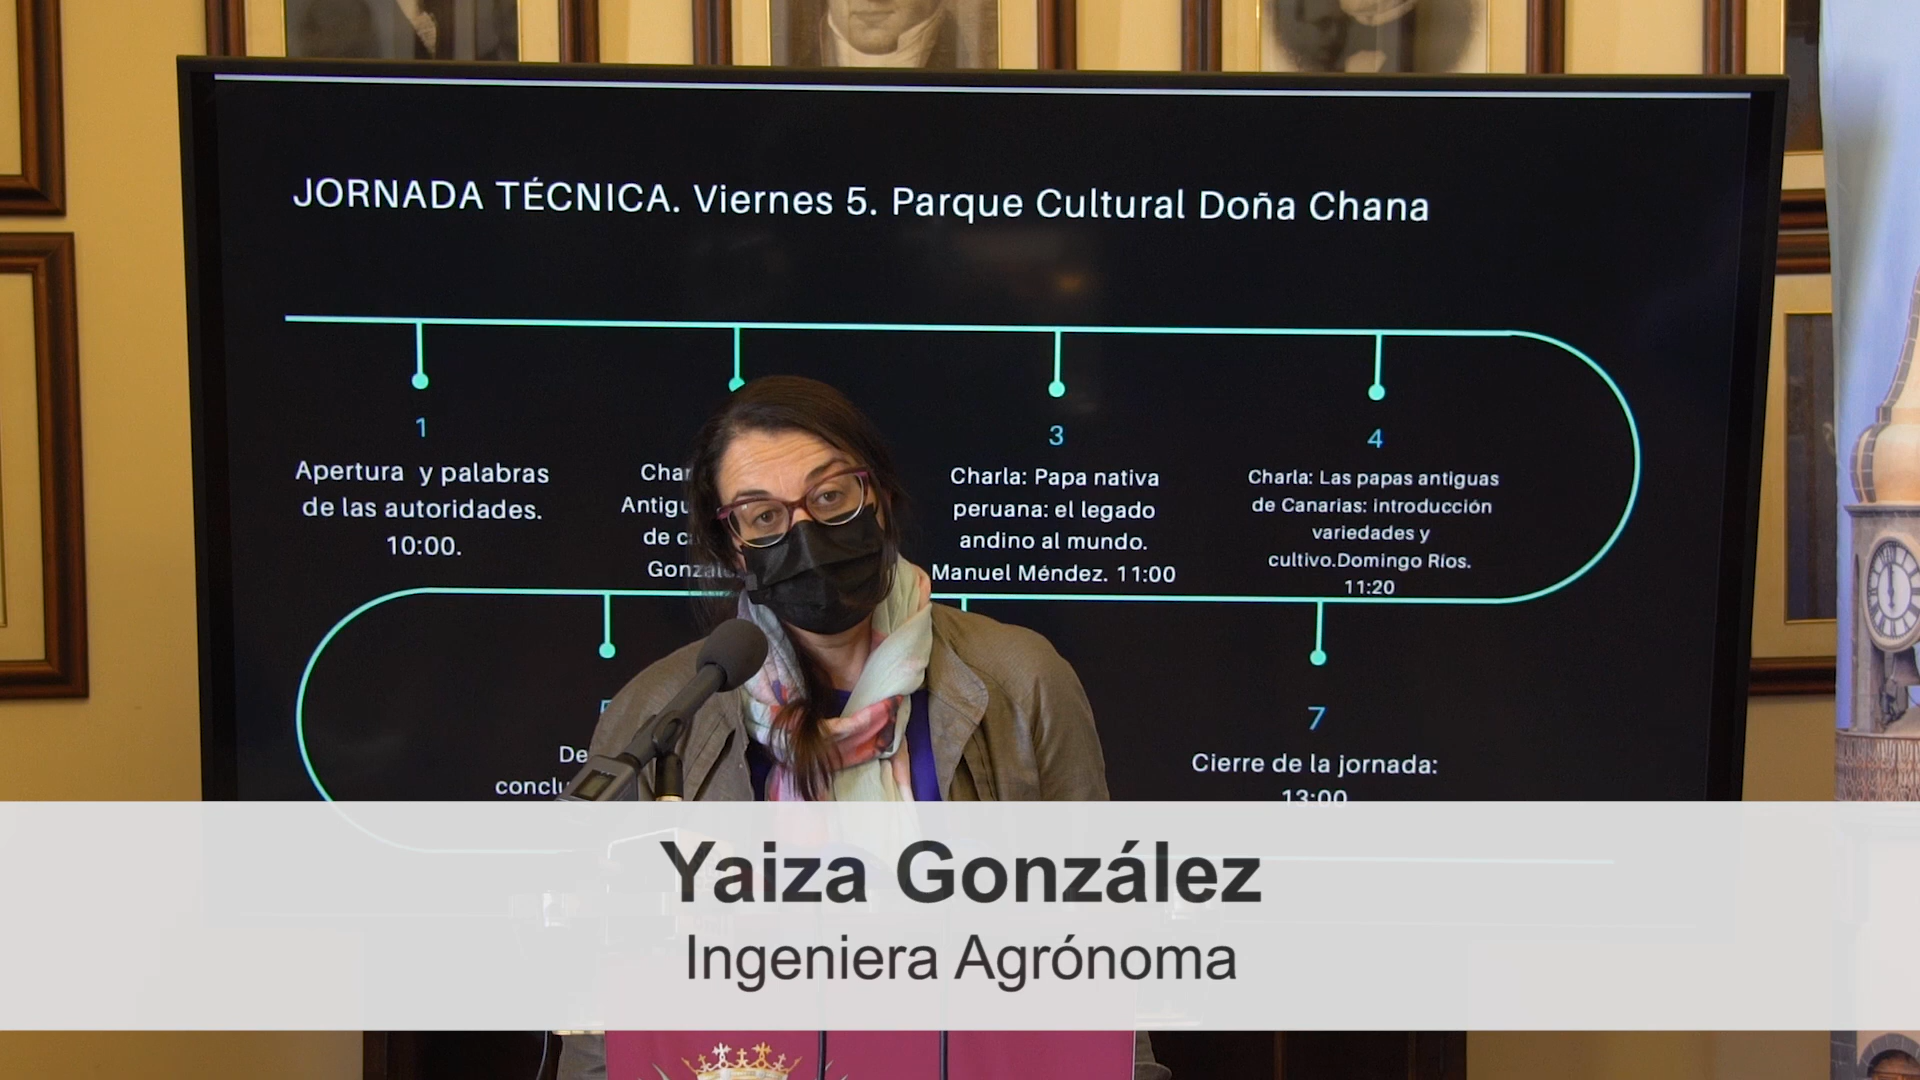 JORNADA TÉCNICA. Viernes 5. Parque Cultural Doña Chana
1
Apertura y palabras
de las autoridades.
10:00.
3
Charla: Papa nativa
peruana: el legado
andino al mundo.
Manuel Méndez. 11:00
4
Charla: Las papas antiguas
de Canarias: introducción
variedades y
cultivo.Domingo Ríos.
11:20
7
Cierre de la jornada:
13:00
Yaiza González
Ingeniera Agrónoma